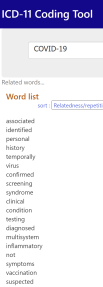 ICD-11 Coding Tool
COVID-19
Related words...
Word list
sort : Relatedness/repetiti
associated
identified
personal
history
temporally
virus
confirmed
screening
syndrome
clinical
condition
testing
diagnosed
multisystem
inflammatory
not
symptoms
vaccination
suspected